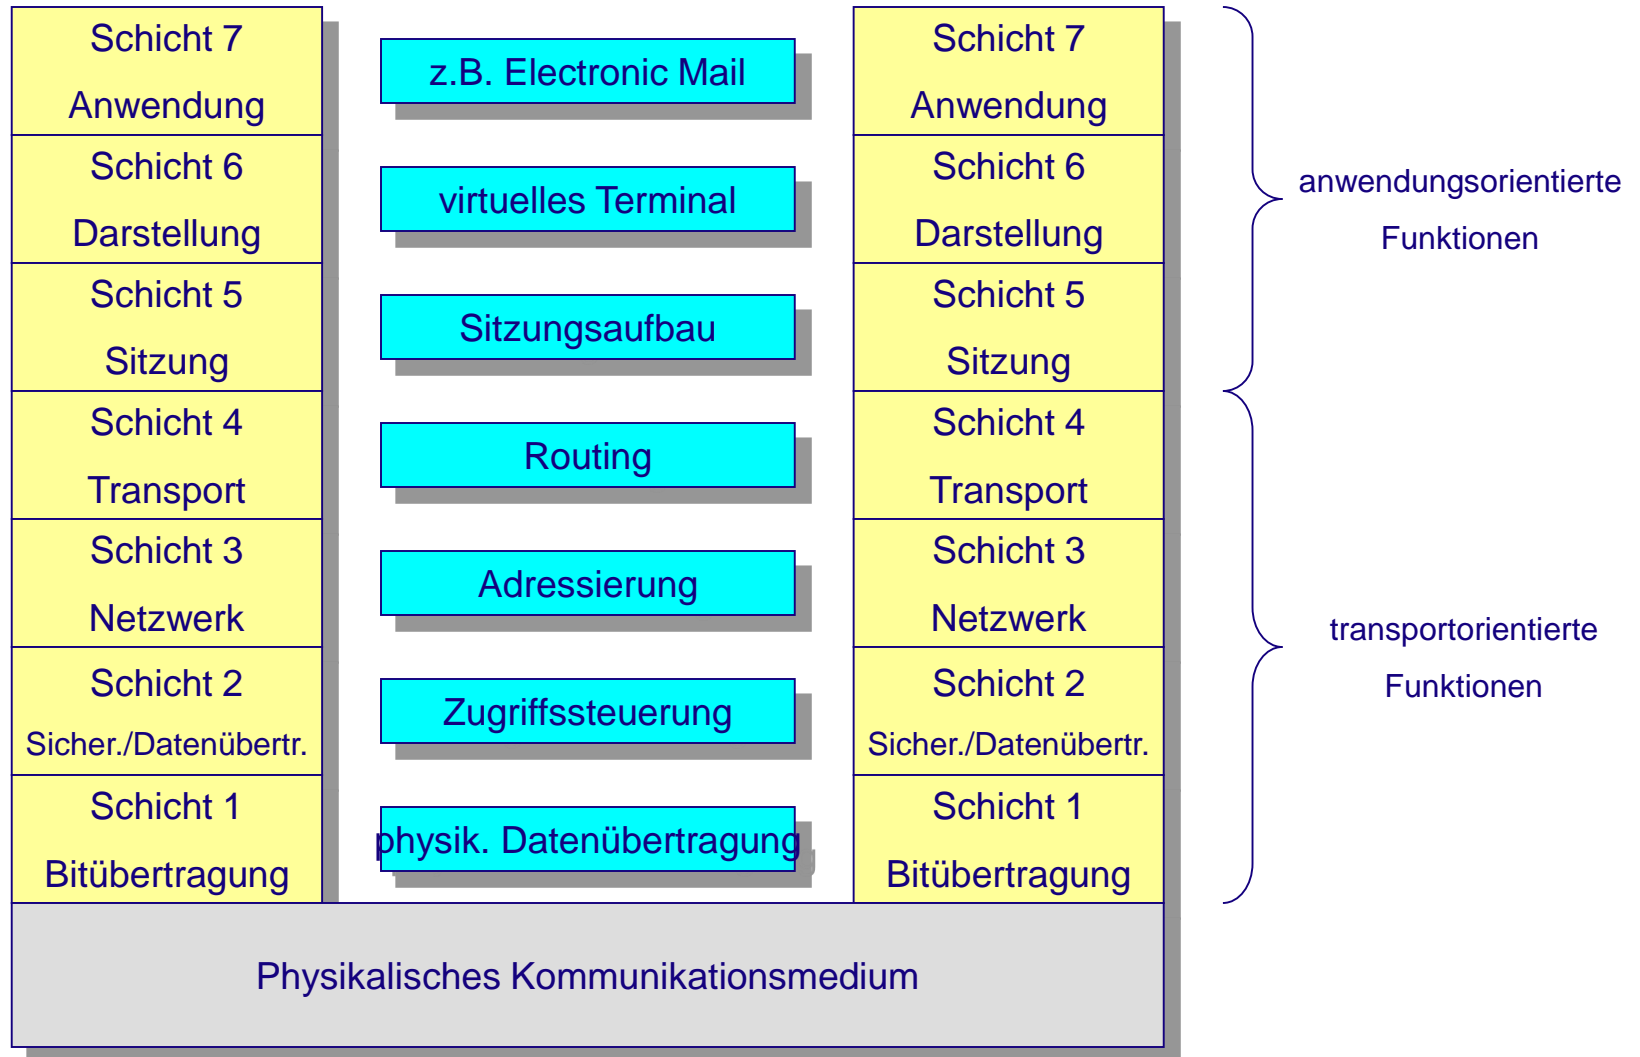 Schicht 7
Anwendung
Schicht 6
Darstellung
Schicht 5
Sitzung
Schicht 4
Transport
Schicht 3
Netzwerk
Schicht 2
Sicher./Datenübertr.
Schicht 1
Bitübertragung
z.B. Electronic Mail
virtuelles Terminal
Sitzungsaufbau
Routing
Adressierung
Zugriffssteuerung
physik. Datenübertragung
Schicht 7
Anwendung
Schicht 6
Darstellung
Schicht 5
Sitzung
Schicht 4
Transport
Schicht 3
Netzwerk
Schicht 2
Sicher./Datenübertr.
Schicht 1
Bitübertragung
anwendungsorientierte
Funktionen
transportorientierte
Funktionen
Physikalisches Kommunikationsmedium